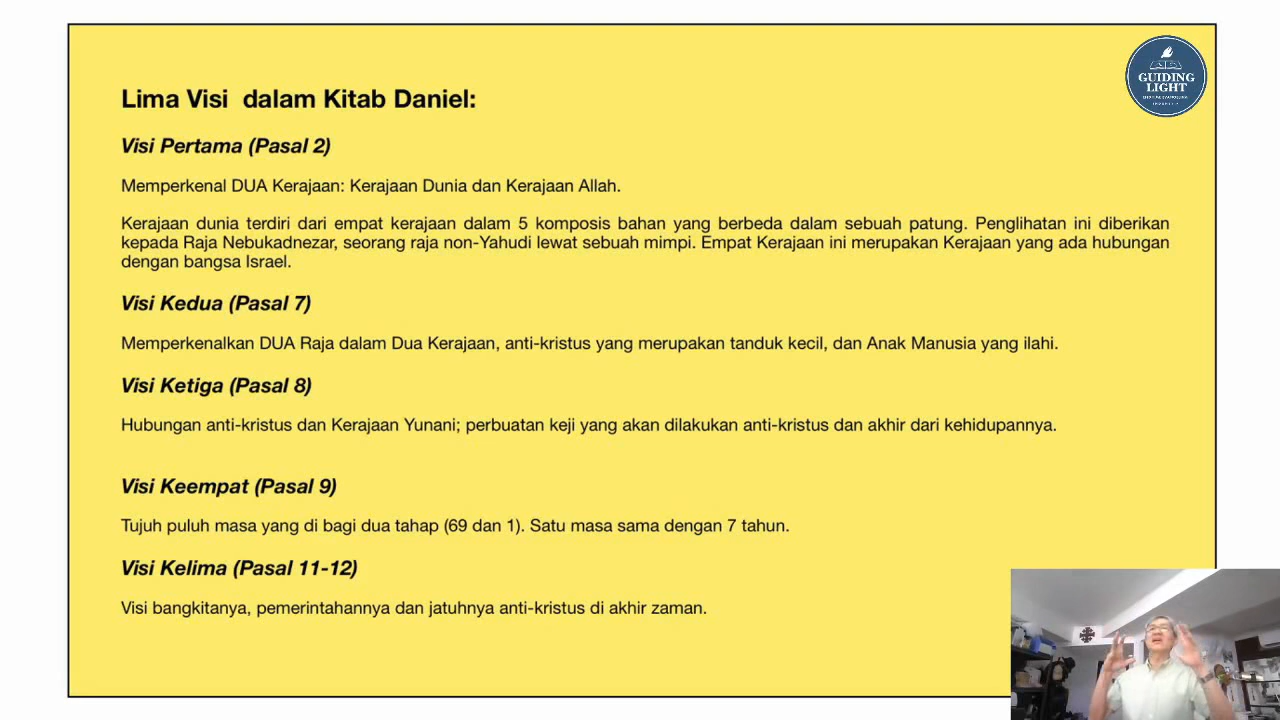 GUIDING
LIGHT
Lima Visi dalam Kitab Daniel:
Visi Pertama (Pasal 2)
Memperkenal DUA Kerajaan: Kerajaan Dunia dan Kerajaan Allah.
Kerajaan dunia terdiri dari empat kerajaan dalam 5 komposis bahan yang berbeda dalam sebuah patung. Penglihatan ini diberikan
kepada Raja Nebukadnezar, seorang raja non-Yahudi lewat sebuah mimpi. Empat Kerajaan ini merupakan Kerajaan yang ada hubungan
dengan bangsa Israel.
Visi Kedua (Pasal 7)
Memperkenalkan DUA Raja dalam Dua Kerajaan, anti-kristus yang merupakan tanduk kecil, dan Anak Manusia yang ilahi.
Visi Ketiga (Pasal 8)
Hubungan anti-kristus dan Kerajaan Yunani; perbuatan keji yang akan dilakukan anti-kristus dan akhir dari kehidupannya.
Visi Keempat (Pasal 9)
Tujuh puluh masa yang di bagi dua tahap (69 dan 1). Satu masa sama dengan 7 tahun.
Visi Kelima (Pasal 11-12)
Visi bangkitanya, pemerintahannya dan jatuhnya anti-kristus di akhir zaman.